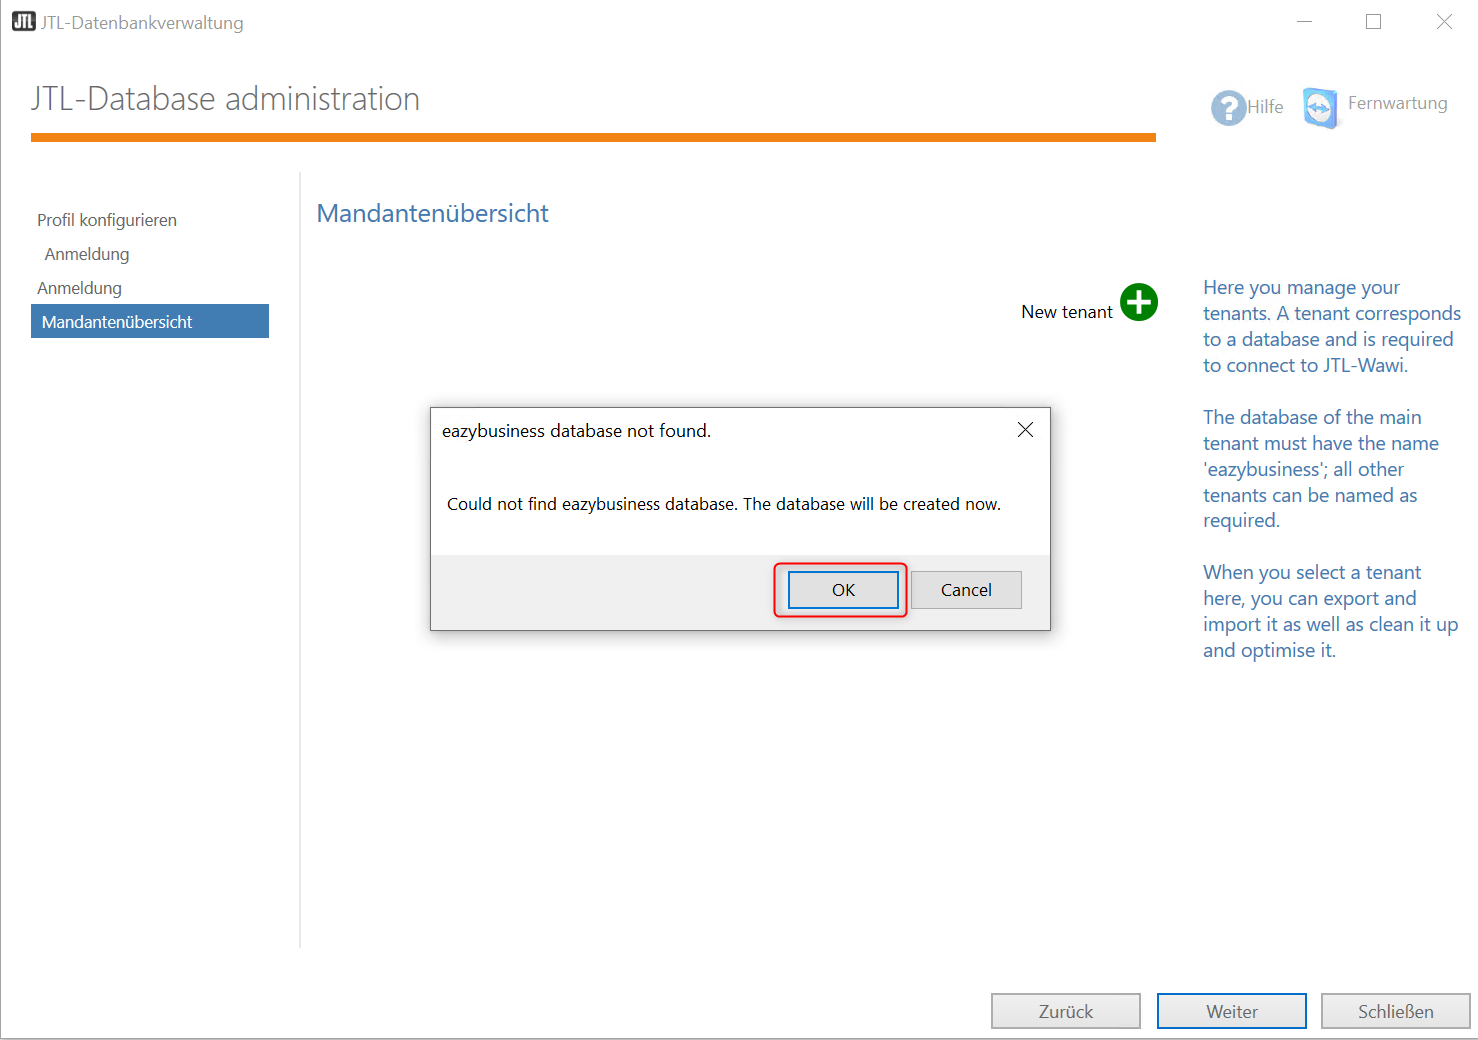 JTL JTL-Datenbankverwaltung
JTL-Database administration
? Hilfe
Fernwartung
Profil konfigurieren
Anmeldung
Anmeldung
Mandantenübersicht
Mandantenübersicht
New tenant
Here you manage your
tenants. A tenant corresponds
to a database and is required
to connect to JTL-Wawi.
The database of the main
tenant must have the name
'eazybusiness'; all other
tenants can be named as
required.
When you select a tenant
here, you can export and
import it as well as clean it up
and optimise it.
eazybusiness database not found.
Could not find eazybusiness database. The database will be created now.
OK
Cancel
Zurück
Weiter
Schließen